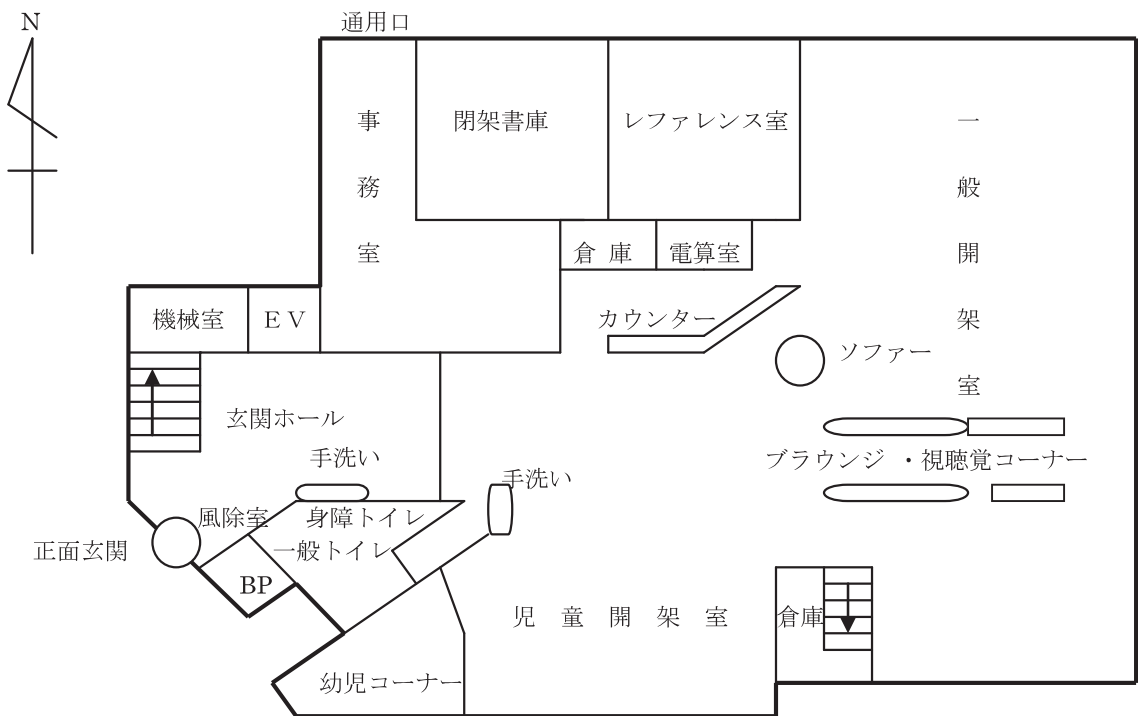 N
通用口
事務室
閉架書庫
レファレンス室
一般開架室
倉庫
電算室
機械室
EV
カウンター
ソファー
玄関ホール
手洗い
ブラウンジ ・視聴覚コーナー
手洗い
風除室
身障トイレ
正面玄関
一般トイレ
BP
児童開架室
倉庫
幼児コーナー